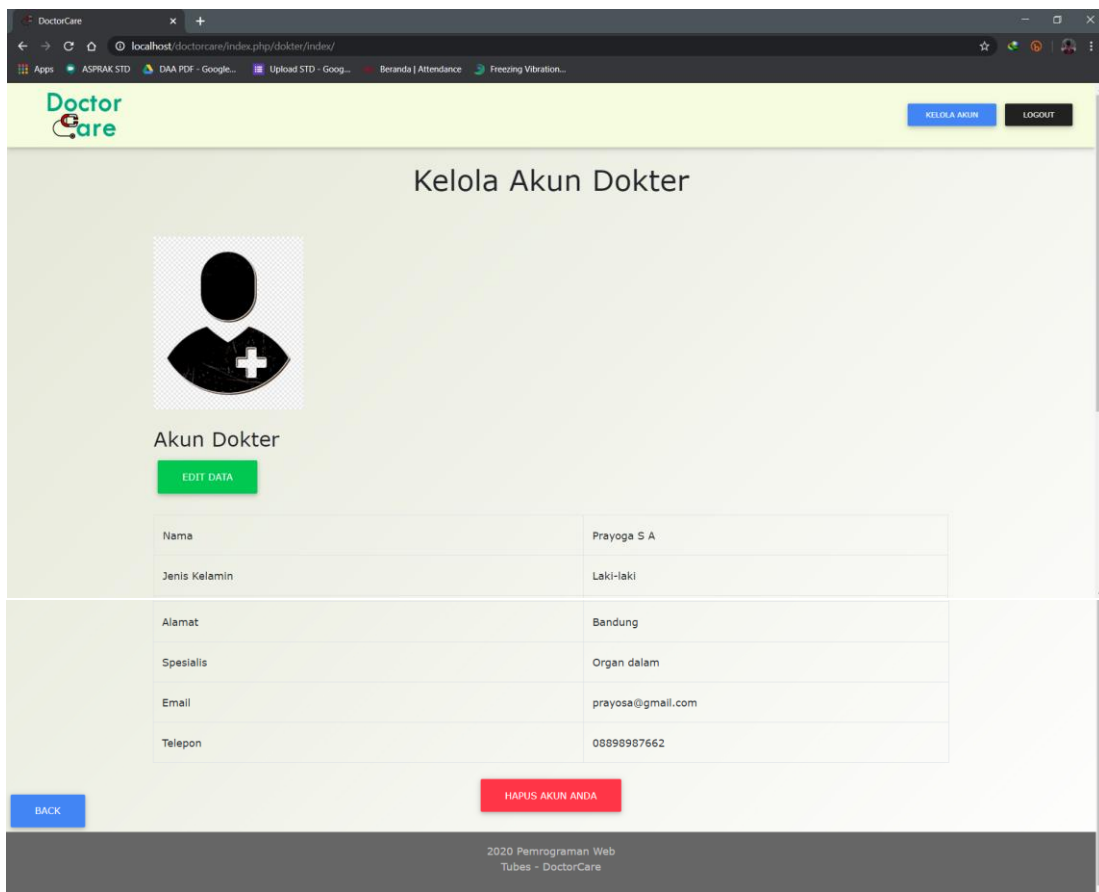 DoctorCare
localhost/doctorcare/index.php/dokter/index/
Apps ASPRAK STD DAA PDF - Google... Upload STD - Goog... Beranda | Attendance Freezing Vibration...
Doctor
Care
KELOLA AKUN LOGOUT
Kelola Akun Dokter
Akun Dokter
EDIT DATA
Nama Prayoga S A
Jenis Kelamin Laki-laki
Alamat Bandung
Spesialis Organ dalam
Email prayosa@gmail.com
Telepon 08898987662
HAPUS AKUN ANDA
BACK
2020 Pemrograman Web
Tubes - DoctorCare